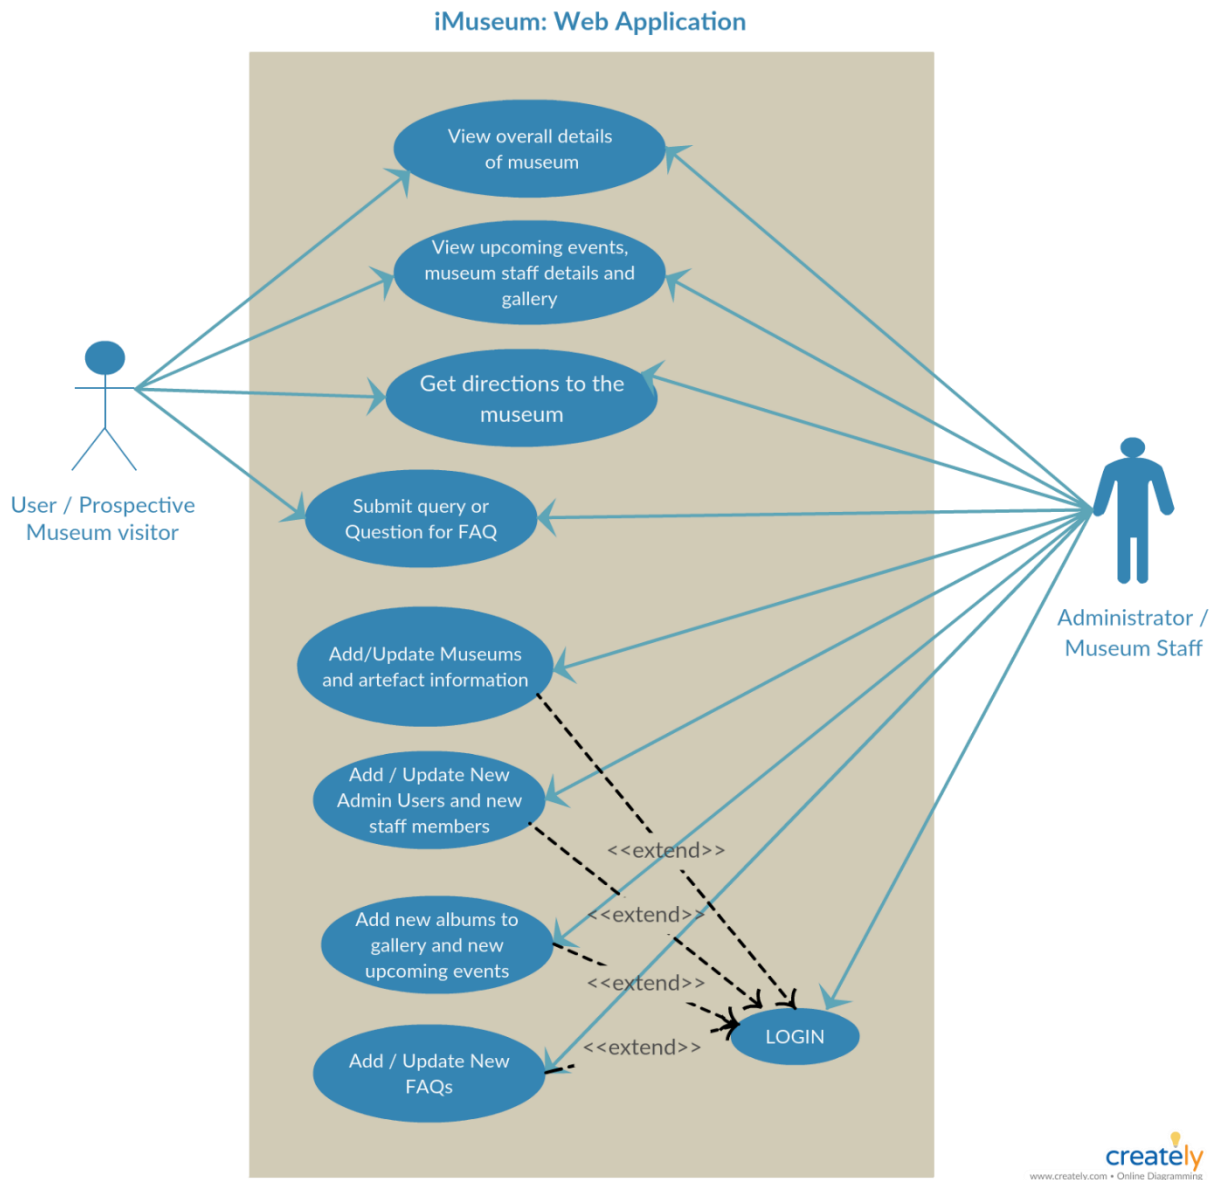 iMuseum: Web Application
View overall details
of museum
View upcoming events,
museum staff details and
gallery
Get directions to the
museum
User / Prospective
Museum visitor
Submit query or
Question for FAQ
Administrator /
Museum Staff
Add/Update Museums
and artefact information
Add / Update New
Admin Users and new
staff members
<<extend>>
<<extend>>
Add new albums to
gallery and new
upcoming events
<<extend>>
<<extend>>
LOGIN
Add / Update New
FAQs
creately
www.creately.com • Online Diagramming